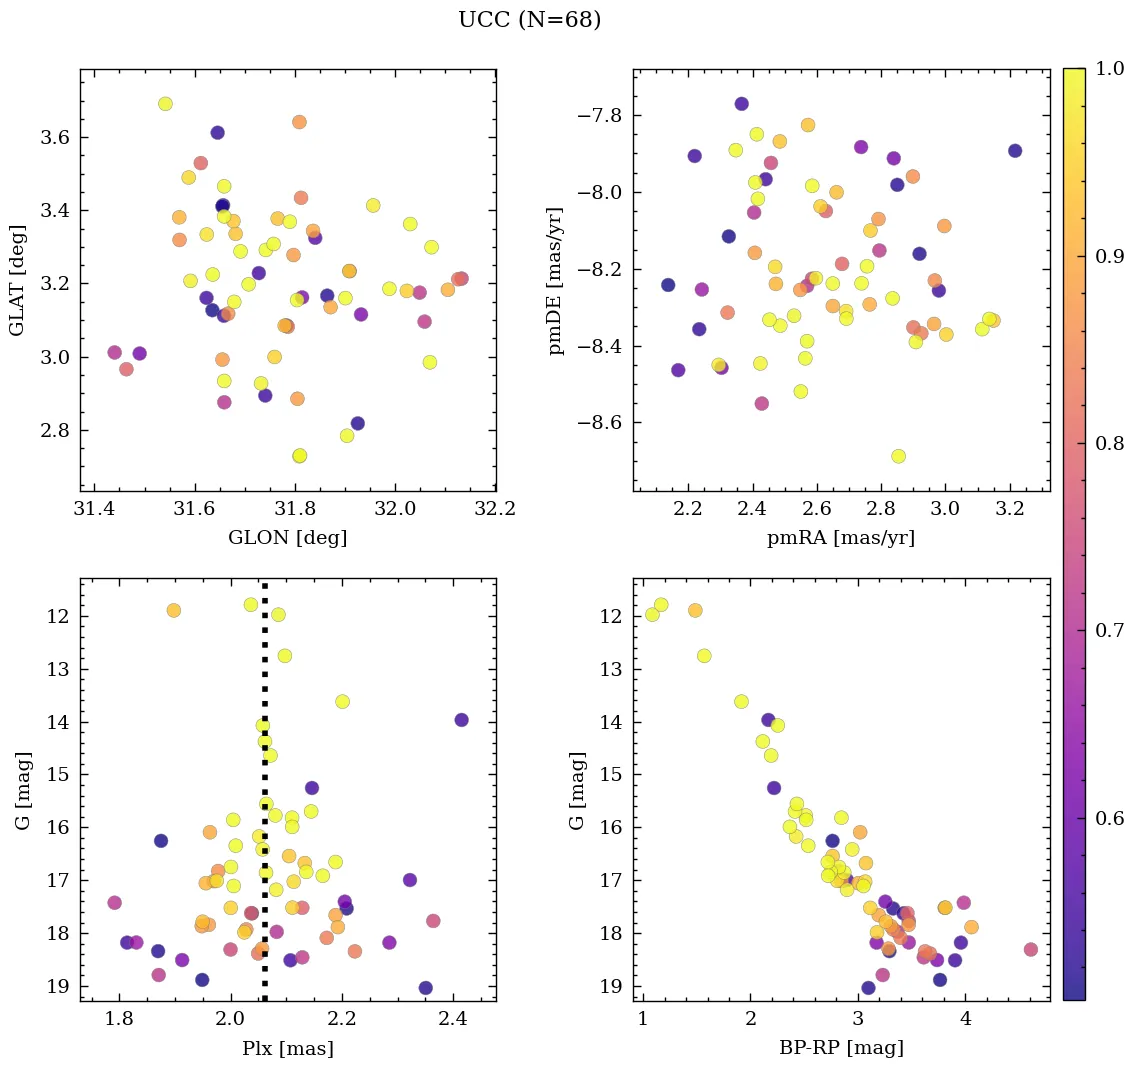 UCC (N=68)
3.6
3.4
3.2
3.0
2.8
GLAT [deg]
31.4 31.6 31.8 32.0 32.2
GLON [deg]
−7.8
−8.0
−8.2
−8.4
−8.6
pmDE [mas/yr]
2.2 2.4 2.6 2.8 3.0 3.2
pmRA [mas/yr]
12
13
14
15
16
17
18
19
G [mag]
1.8 2.0 2.2 2.4
Plx [mas]
12
13
14
15
16
17
18
19
G [mag]
1 2 3 4
BP-RP [mag]
1.0
0.9
0.8
0.7
0.6